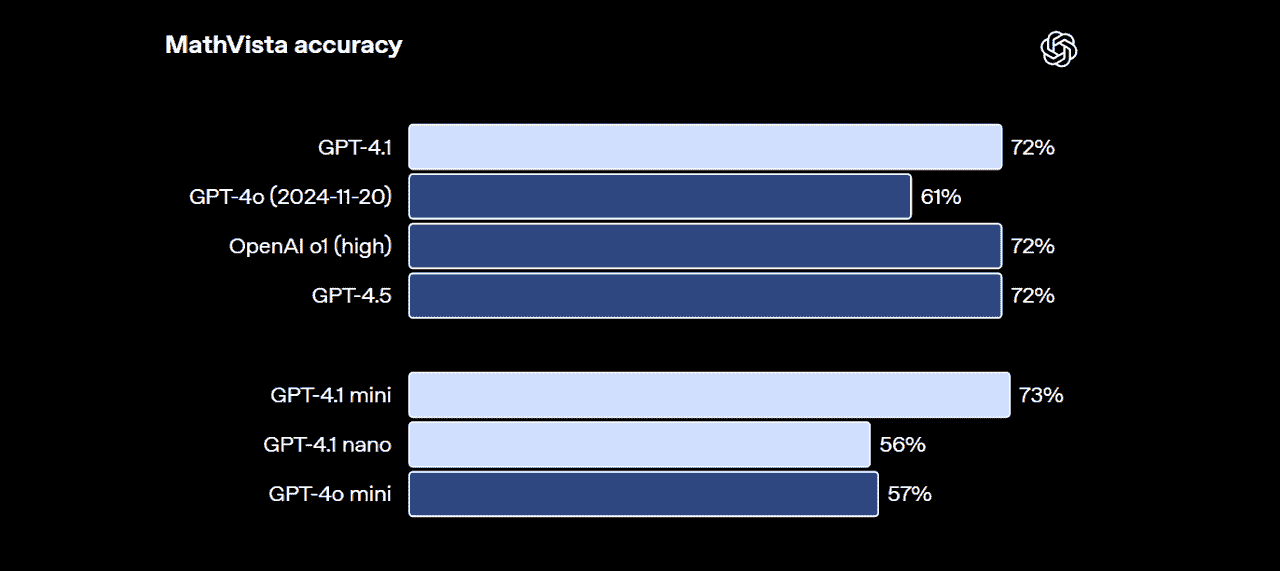 MathVista accuracy
GPT-4.1 72%
GPT-4o (2024-11-20) 61%
OpenAI o1 (high) 72%
GPT-4.5 72%
GPT-4.1 mini 73%
GPT-4.1 nano 56%
GPT-4o mini 57%